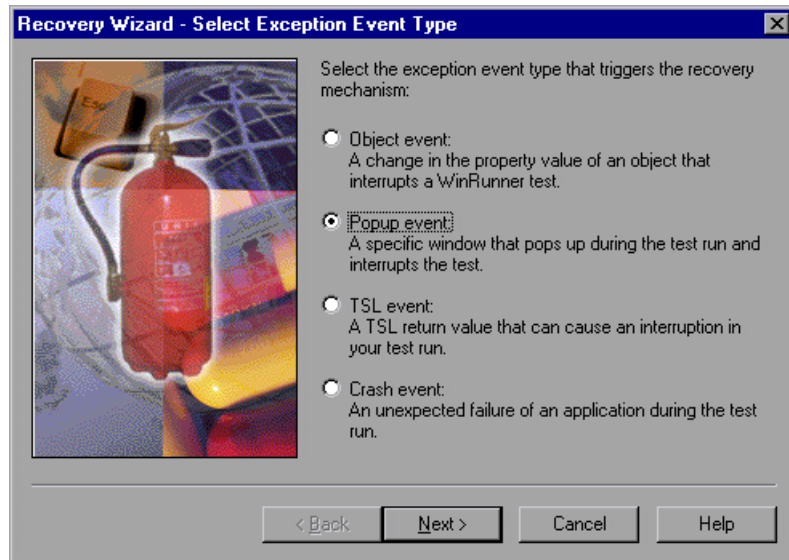 Recovery Wizard - Select Exception Event Type
Select the exception event type that triggers the recovery
mechanism:
Object event:
A change in the property value of an object that
interrupts a WinRunner test.
Popup event:
A specific window that pops up during the test run and
interrupts the test.
TSL event:
A TSL return value that can cause an interruption in
your test run.
Crash event:
An unexpected failure of an application during the test
run.
< Back
Next >
Cancel
Help